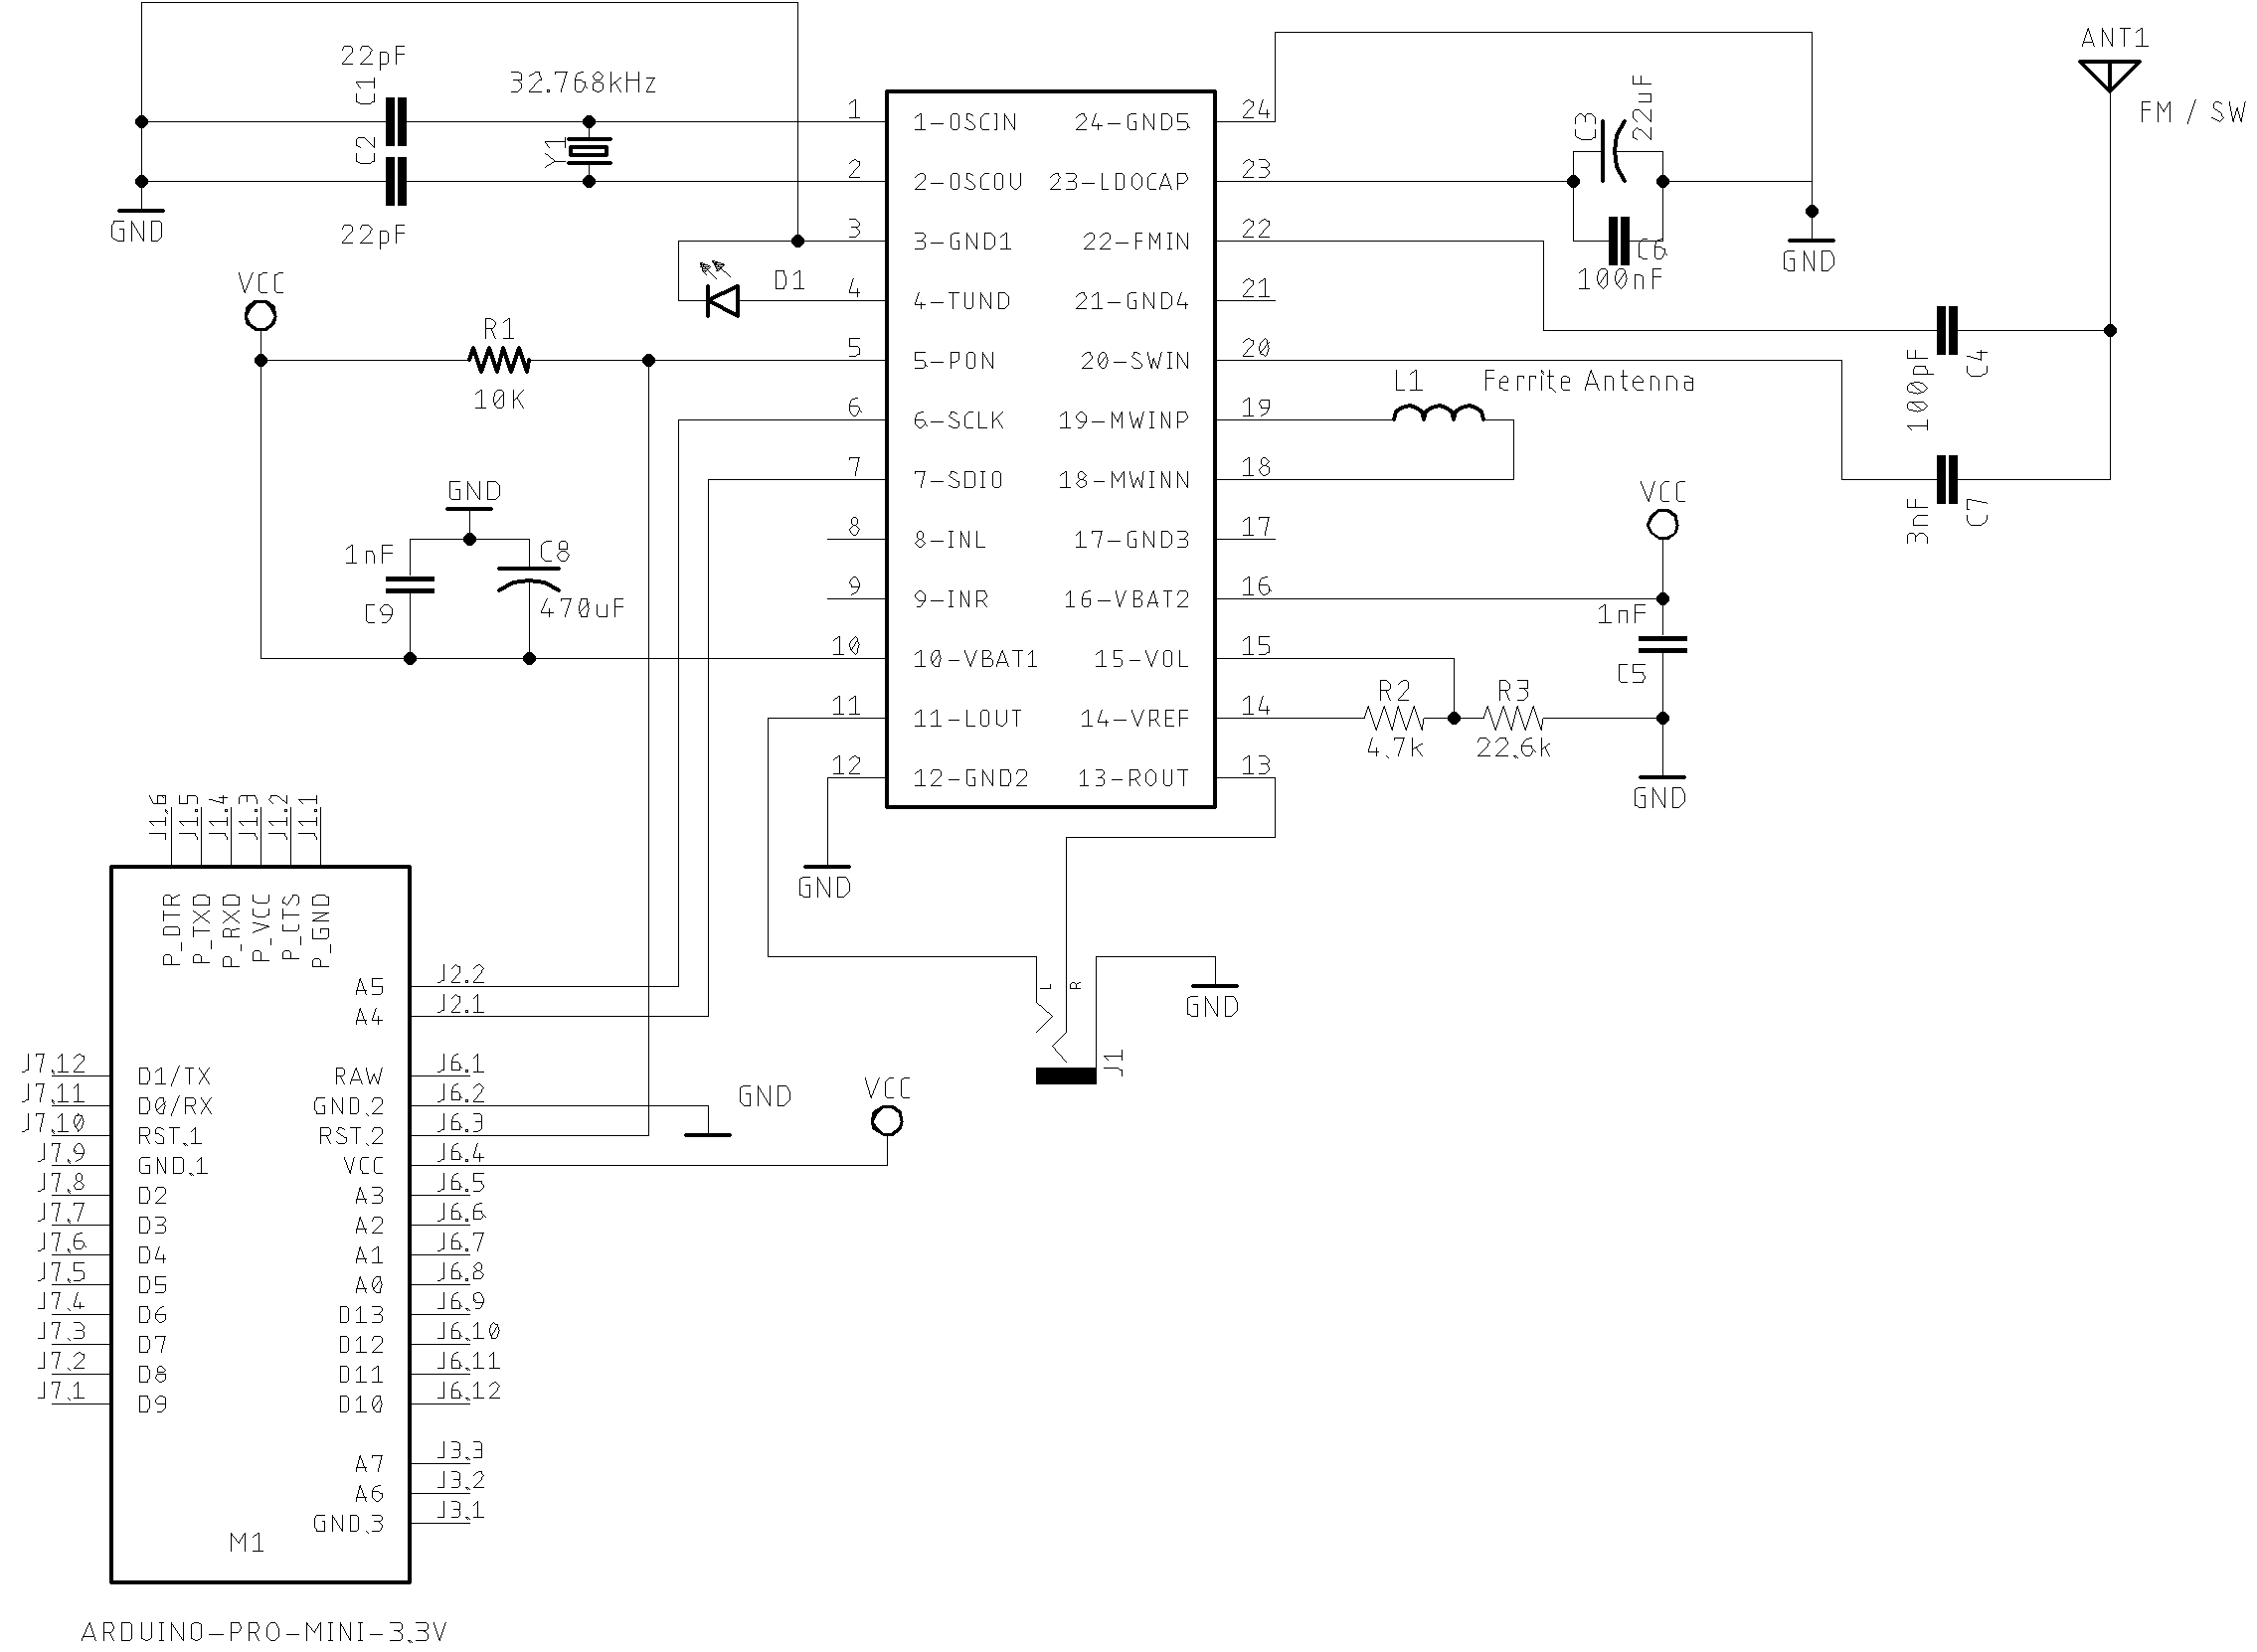 22pF
C1
32.768kHz
C2
Y1
22pF
GND
1
2
3
4
5
6
7
8
9
10
11
12
1-OSCIN
2-OSCOU
3-GND1
4-TUND
5-PON
6-SCLK
7-SDIO
8-INL
9-INR
10-VBAT1
11-LOUT
12-GND2
24-GND5
23-LDOCAP
22-FMIN
21-GND4
20-SWIN
19-MWINP
18-MWINN
17-GND3
16-VBAT2
15-VOL
14-VREF
13-ROUT
24
23
22
21
20
19
18
17
16
15
14
13
C3
22uF
C6
100nF
GND
ANT1
FM / SW
100pF
C4
3nF
C7
L1
Ferrite Antenna
VCC
1nF
C5
R2
4.7k
R3
22.6k
GND
VCC
R1
10K
D1
GND
1nF
C9
C8
470uF
GND
L
R
J1
GND
J1.6
J1.5
J1.4
J1.3
J1.2
J1.1
P_DTR
P_TXD
P_RXD
P_VCC
P_CTS
P_GND
A5
J2.2
A4
J2.1
J7.12
D1/TX
RAW
J6.1
J7.11
D0/RX
GND.2
J6.2
GND
J7.10
RST.1
RST.2
J6.3
J7.9
GND.1
VCC
J6.4
VCC
J7.8
D2
A3
J6.5
J7.7
D3
A2
J6.6
J7.6
D4
A1
J6.7
J7.5
D5
A0
J6.8
J7.4
D6
D13
J6.9
J7.3
D7
D12
J6.10
J7.2
D8
D11
J6.11
J7.1
D9
D10
J6.12
A7
J3.3
A6
J3.2
GND.3
J3.1
M1
ARDUINO-PRO-MINI-3.3V